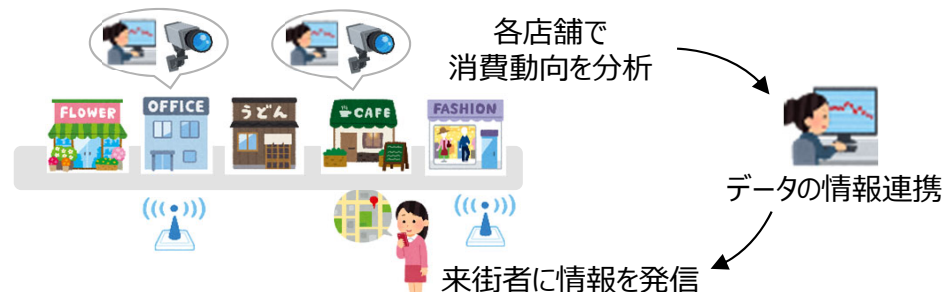 各店舗で
消費動向を分析
FLOWER
OFFICE
うどん
CAFE
FASHION
データの情報連携
来街者に情報を発信